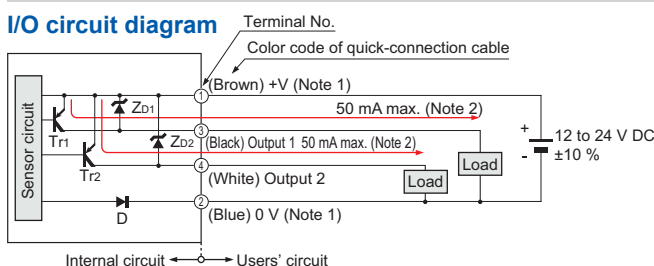 I/O circuit diagram
Terminal No.
Color code of quick-connection cable
Sensor circuit
Tr1
Tr2
ZD1
ZD2
D
1
(Brown) +V (Note 1)
50 mA max. (Note 2)
3
(Black) Output 1 50 mA max. (Note 2)
4
(White) Output 2
2
(Blue) 0 V (Note 1)
Load
Load
+
-
12 to 24 V DC
±10 %
Internal circuit
Users' circuit